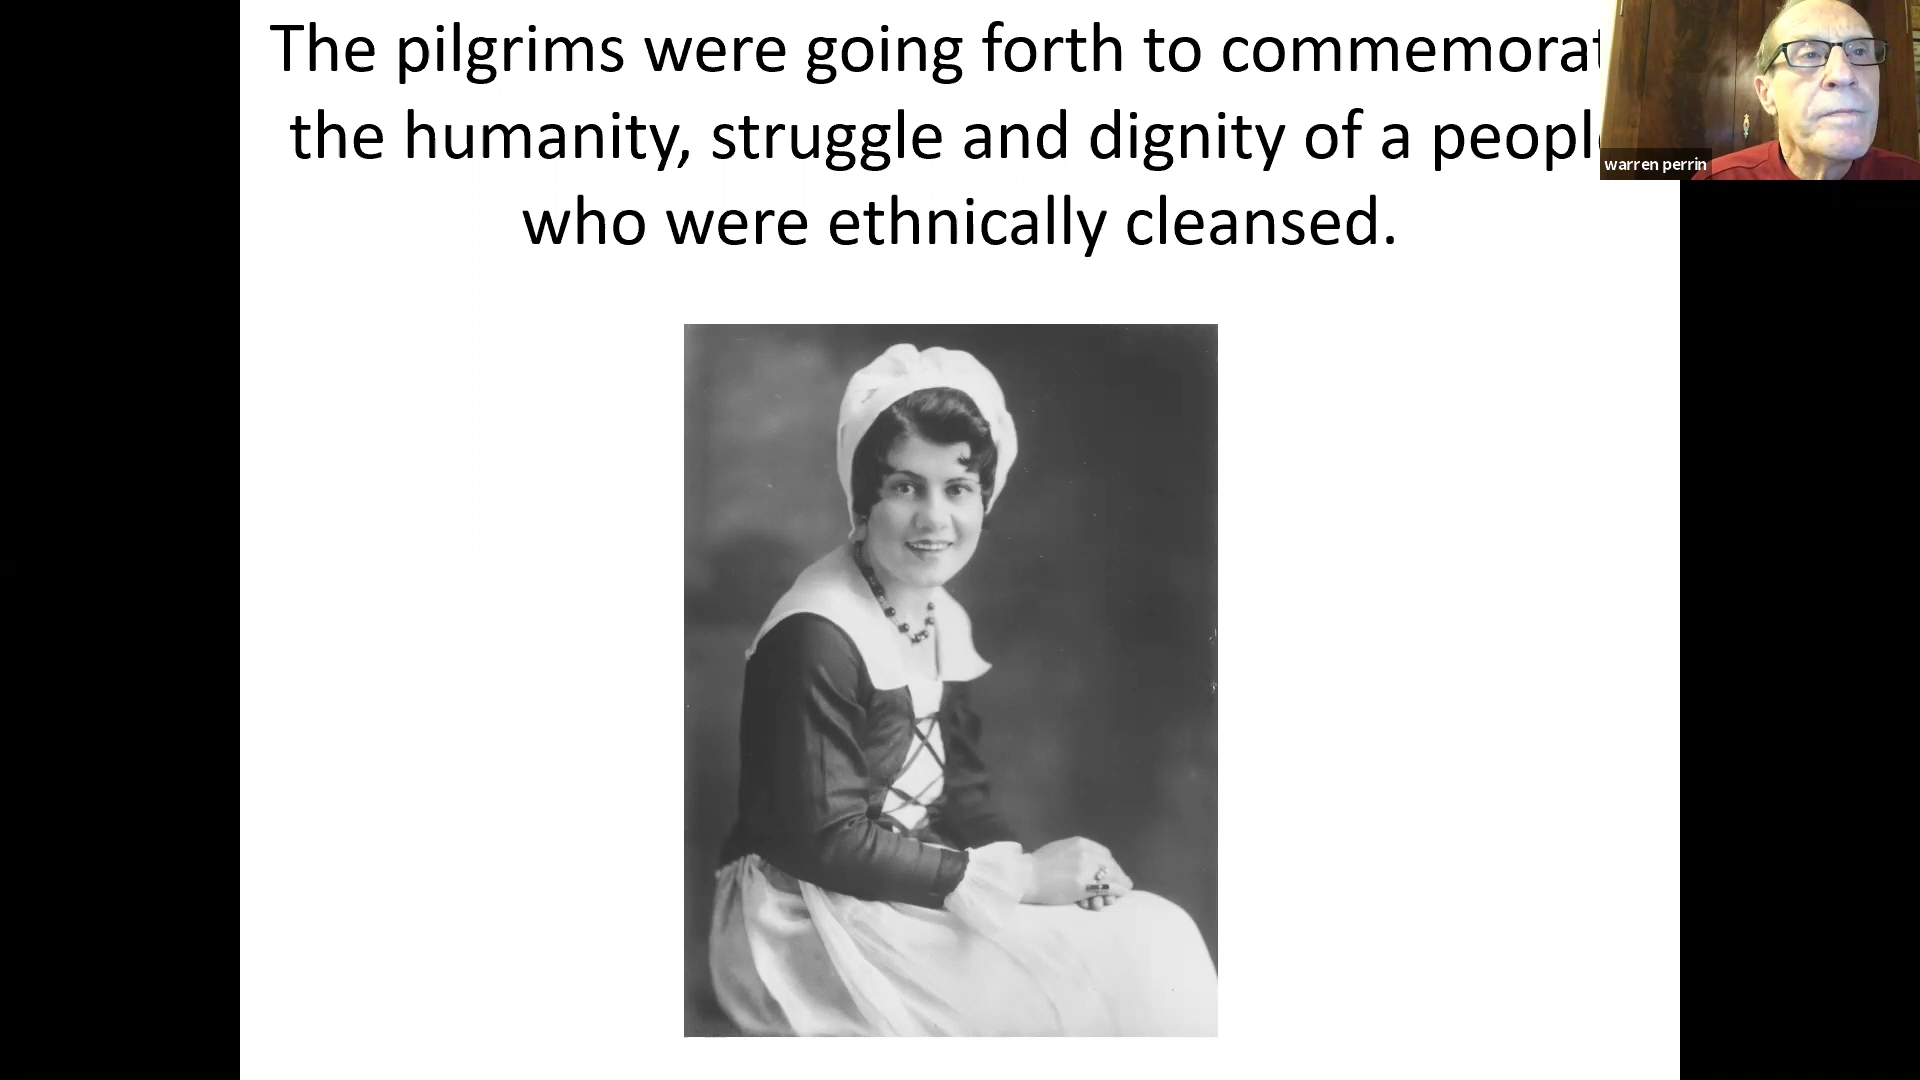 The pilgrims were going forth to commemorat
the humanity, struggle and dignity of a peopl
who were ethnically cleansed.
warren perrin